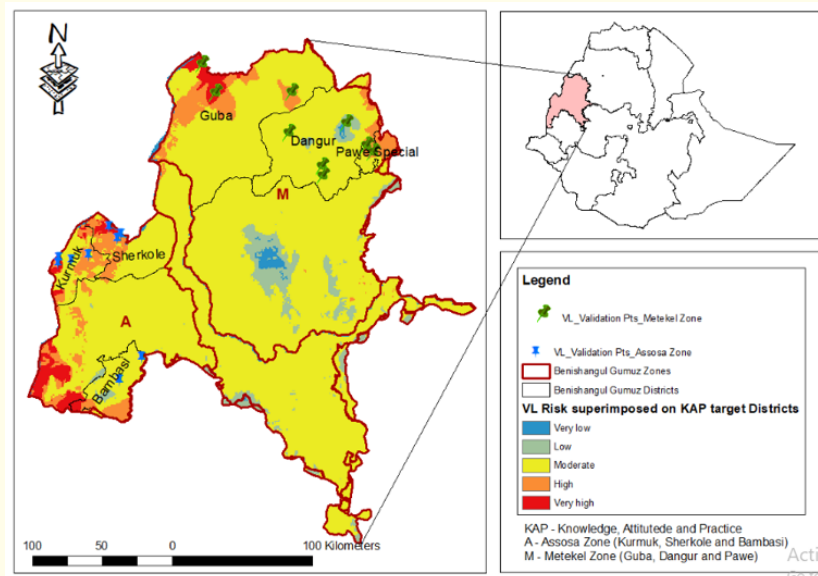 N
Guba
Dangur
Pawe Special
M
Kurmuk
Sherkole
A
Bambasi
100 50 0 100 Kilometers
Legend
VL_Validation Pts_Metekel Zone
VL_Validation Pts_Assosa Zone
Benishangul Gumuz Zones
Benishangul Gumuz Districts
VL Risk superimposed on KAP target Districts
Very low
Low
Moderate
High
Very high
KAP - Knowledge, Attitutede and Practice
A - Assosa Zone (Kurmuk, Sherkole and Bambasi)
M - Metekel Zone (Guba, Dangur and Pawe)
Acti